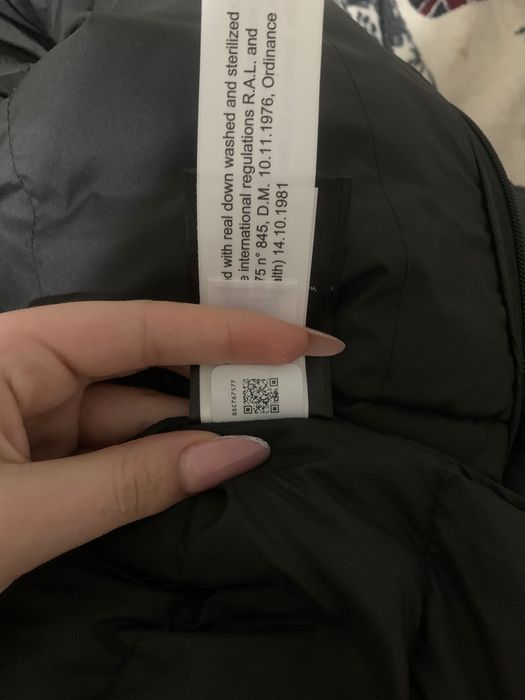 d with real down washed and sterilized
e international regulations R.A.L. and
75 n° 845, D.M. 10.11.1976, Ordinance
alth) 14.10.1981
BSC767577